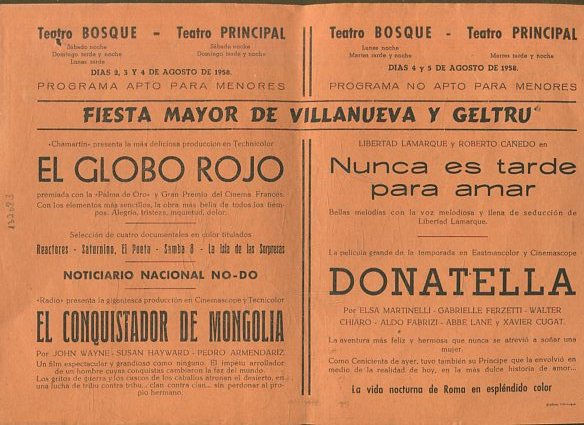 Teatro BOSQUE - Teatro PRINCIPAL
Sábado noche
Domingo tarde y noche
Lunes tarde
Sábado noche
Domingo tarde y noche
DIAS 2, 3 Y 4 DE AGOSTO DE 1958.
PROGRAMA APTO PARA MENORES
Teatro BOSQUE - Teatro PRINCIPAL
Lunes noche
Martes tarde y noche
Martes tarde y noche
DIAS 4 y 5 DE AGOSTO DE 1958.
PROGRAMA NO APTO PARA MENORES
FIESTA MAYOR DE VILLANUEVA Y GELTRU
«Chamartín» presenta la más deliciosa produccion en Technicolor
EL GLOBO ROJO
premiada con la «Palma de Oro» y Gran Premio del Cinema Francés.
Con los elementos más sencillos, la obra más bella de todos los tiem-
pos. Alegría, tristeza, inquietud, dolor.
Selección de cuatro documentales en color titulados
Reactores - Saturnino, El Poeta - Samba 8 - La Isla de las Sorpresas
NOTICIARIO NACIONAL NO-DO
«Radio» presenta la gigantesca producción en Cinemascope y Tecnicolor
EL CONQUISTADOR DE MONGOLIA
Por JOHN WAYNE - SUSAN HAYWARD - PEDRO ARMENDARIZ
Un film espectacular y grandioso como ninguno. El ímpetu arrollador
de un hombre cuyas conquistas cambiaron la faz del mundo.
Los gritos de guerra y los cascos de los caballos atronan el desierto, en
una lucha de tribu contra tribu... clan contra clan... sin perdonar al pro-
pio hermano.
LIBERTAD LAMARQUE y ROBERTO CAÑEDO en
Nunca es tarde
para amar
Bellas melodías con la voz melodiosa y llena de seducción de
Libertad Lamarque.
La película grande de la temporada en Eastmancolor y Cinemascope
DONATELLA
Por ELSA MARTINELLI - GABRIELLE FERZETTI - WALTER
CHIARO - ALDO FABRIZI - ABBE LANE y XAVIER CUGAT.
La aventura más feliz y hermosa que nunca se atrevió a soñar una
mujer
Como Cenicienta de ayer, tuvo también su Príncipe que la envolvió en
medio de la realidad de hoy, en la más dulce historia de amor...
La vida nocturna de Roma en espléndido color